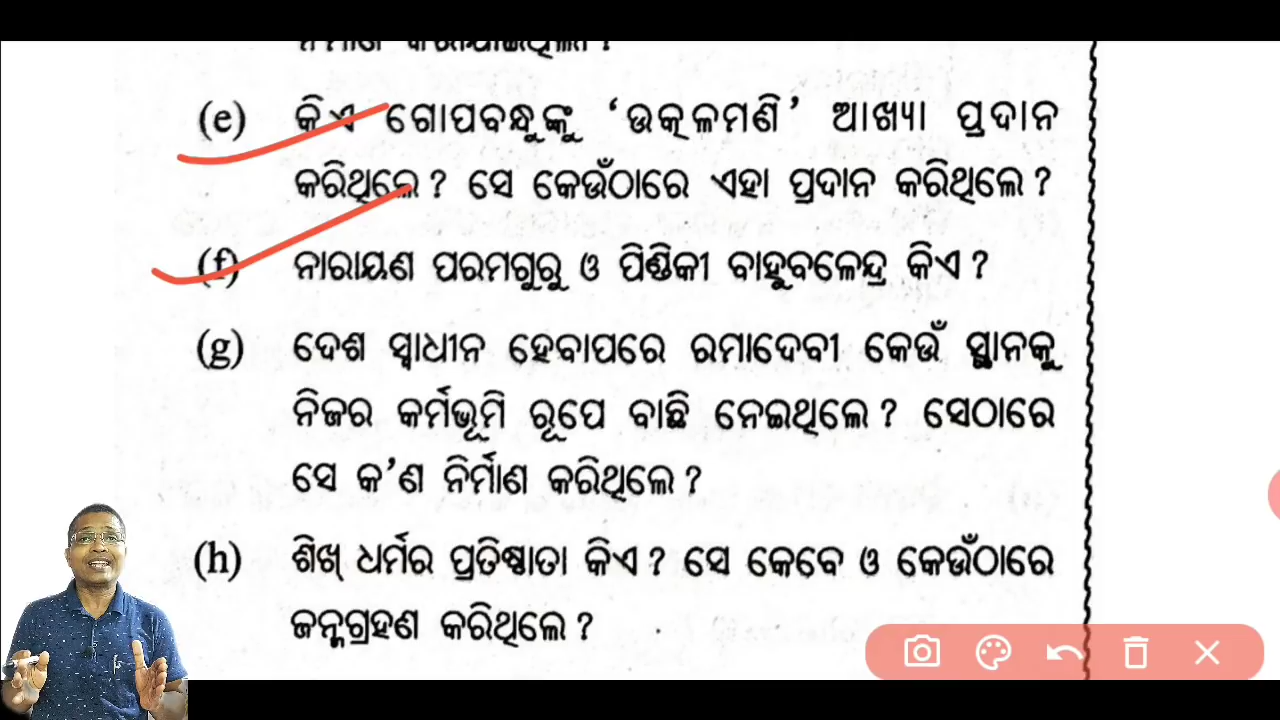 (e) କିଏ ଗୋପବନ୍ଧୁଙ୍କୁ ‘ଉତ୍କଳମଣି’ ଆଖ୍ୟା ପ୍ରଦାନ
କରିଥିଲେ ? ସେ କେଉଁଠାରେ ଏହା ପ୍ରଦାନ କରିଥିଲେ ?
(f) ନାରାୟଣ ପରମଗୁରୁ ଓ ପିଣ୍ଡିକୀ ବାହୁବଳେନ୍ଦ୍ର କିଏ ?
(g) ଦେଶ ସ୍ୱାଧୀନ ହେବାପରେ ରମାଦେବୀ କେଉଁ ସ୍ଥାନକୁ
ନିଜର କର୍ମଭୂମି ରୂପେ ବାଛି ନେଇଥିଲେ ? ସେଠାରେ
ସେ କ’ଣ ନିର୍ମାଣ କରିଥିଲେ ?
(h) ଶିଖ୍ ଧର୍ମର ପ୍ରତିଷ୍ଠାତା କିଏ ? ସେ କେବେ ଓ କେଉଁଠାରେ
ଜନ୍ମଗ୍ରହଣ କରିଥିଲେ ?